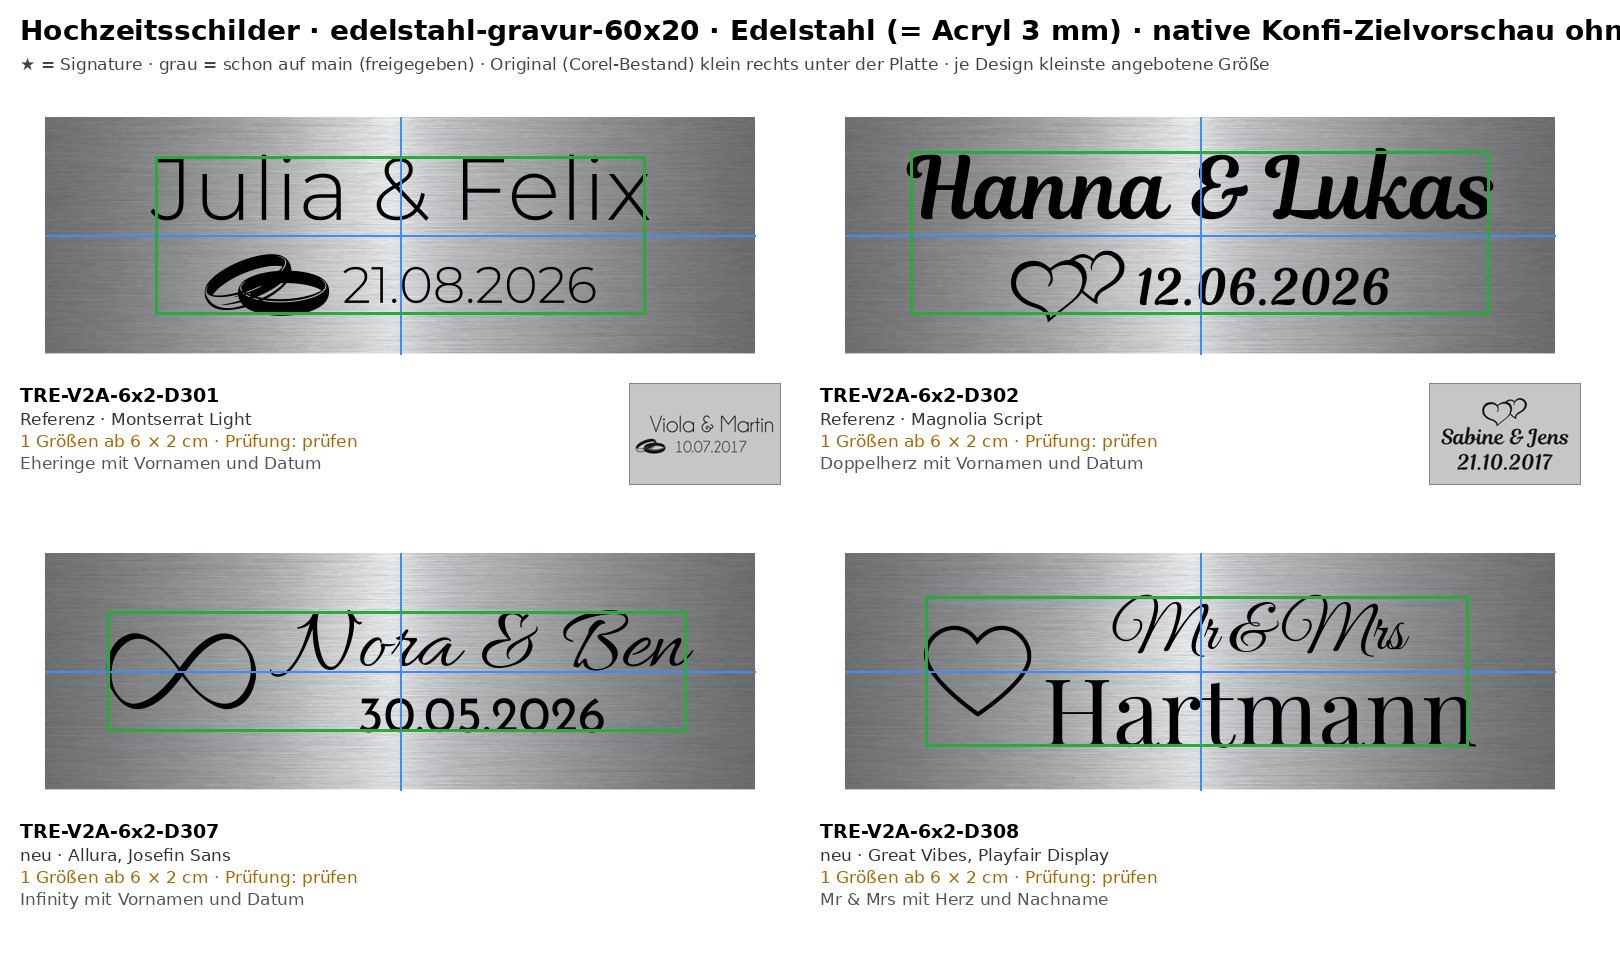 Hochzeitsschilder · edelstahl-gravur-60x20 · Edelstahl (= Acryl 3 mm) · native Konfi-Zielvorschau ohn
★ = Signature · grau = schon auf main (freigegeben) · Original (Corel-Bestand) klein rechts unter der Platte · je Design kleinste angebotene Größe
Julia & Felix
21.08.2026
Hanna & Lukas
12.06.2026
TRE-V2A-6x2-D301
Referenz · Montserrat Light
1 Größen ab 6 × 2 cm · Prüfung: prüfen
Eheringe mit Vornamen und Datum
Viola & Martin
10.07.2017
TRE-V2A-6x2-D302
Referenz · Magnolia Script
1 Größen ab 6 × 2 cm · Prüfung: prüfen
Doppelherz mit Vornamen und Datum
Sabine & Jens
21.10.2017
Nora & Ben
30.05.2026
Mr & Mrs
Hartmann
TRE-V2A-6x2-D307
neu · Allura, Josefin Sans
1 Größen ab 6 × 2 cm · Prüfung: prüfen
Infinity mit Vornamen und Datum
TRE-V2A-6x2-D308
neu · Great Vibes, Playfair Display
1 Größen ab 6 × 2 cm · Prüfung: prüfen
Mr & Mrs mit Herz und Nachname